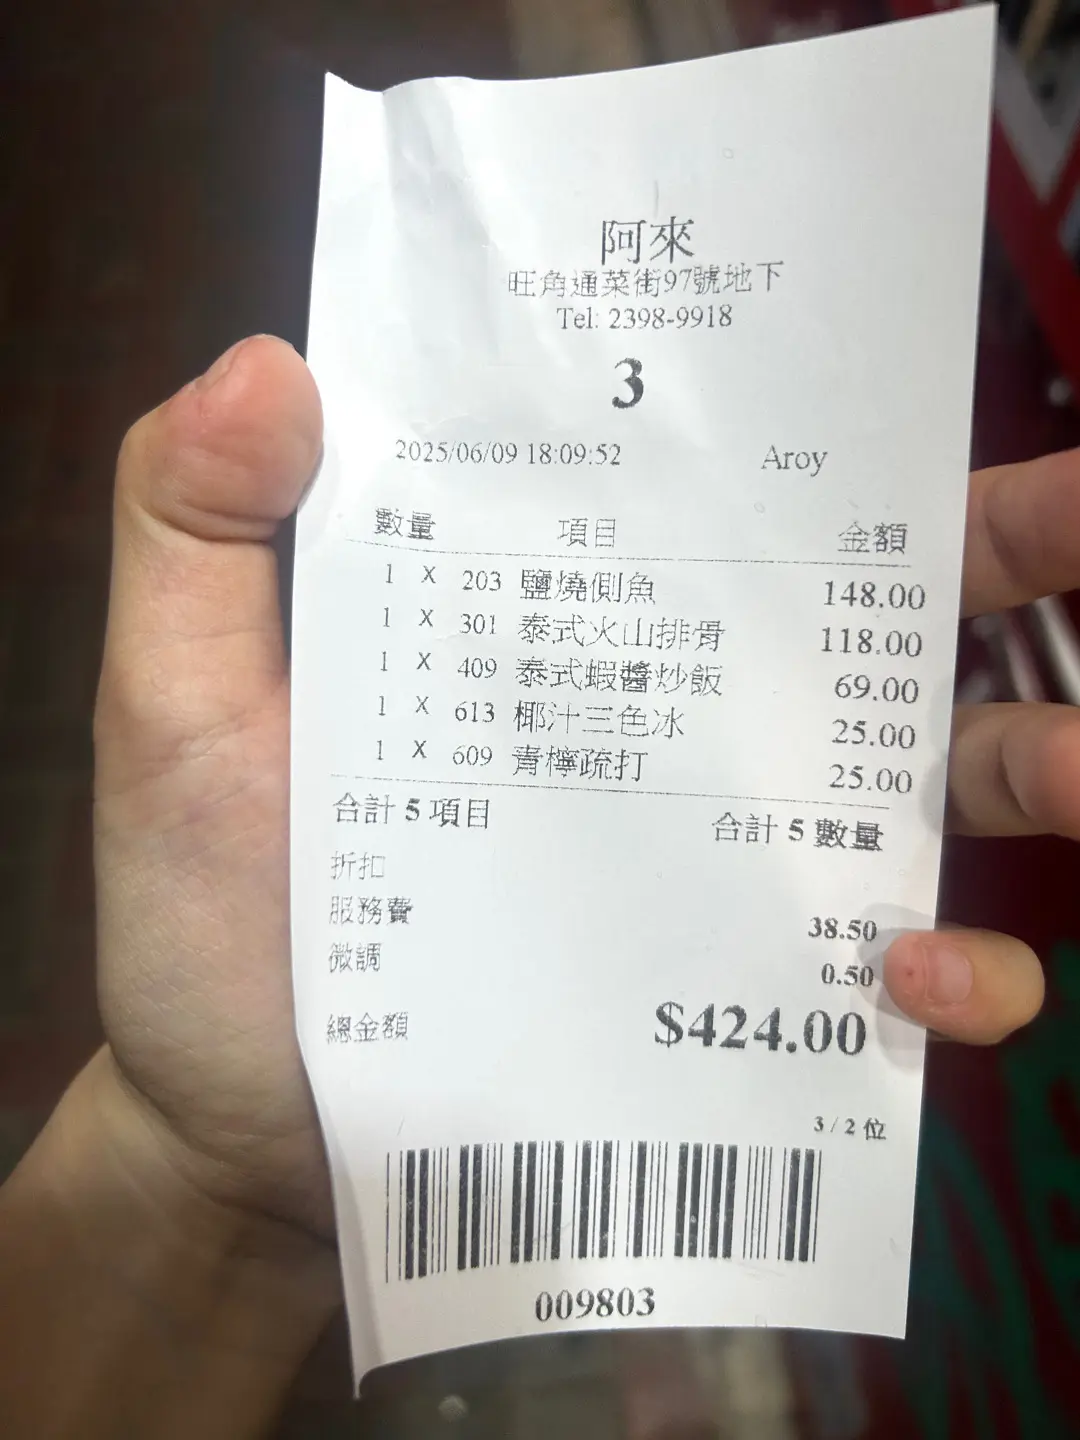 阿來
旺角通菜街97號地下
Tel: 2398-9918
3
2025/06/09 18:09:52 Aroy
數量 項目 金額
1 X 203 鹽燒側魚 148.00
1 X 301 泰式火山排骨 118.00
1 X 409 泰式蝦醬炒飯 69.00
1 X 613 椰汁三色冰 25.00
1 X 609 青檸疏打 25.00
合計 5 項目 合計 5 數量
折扣
服務費 38.50
微調 0.50
總金額 $424.00
3 / 2 位
009803